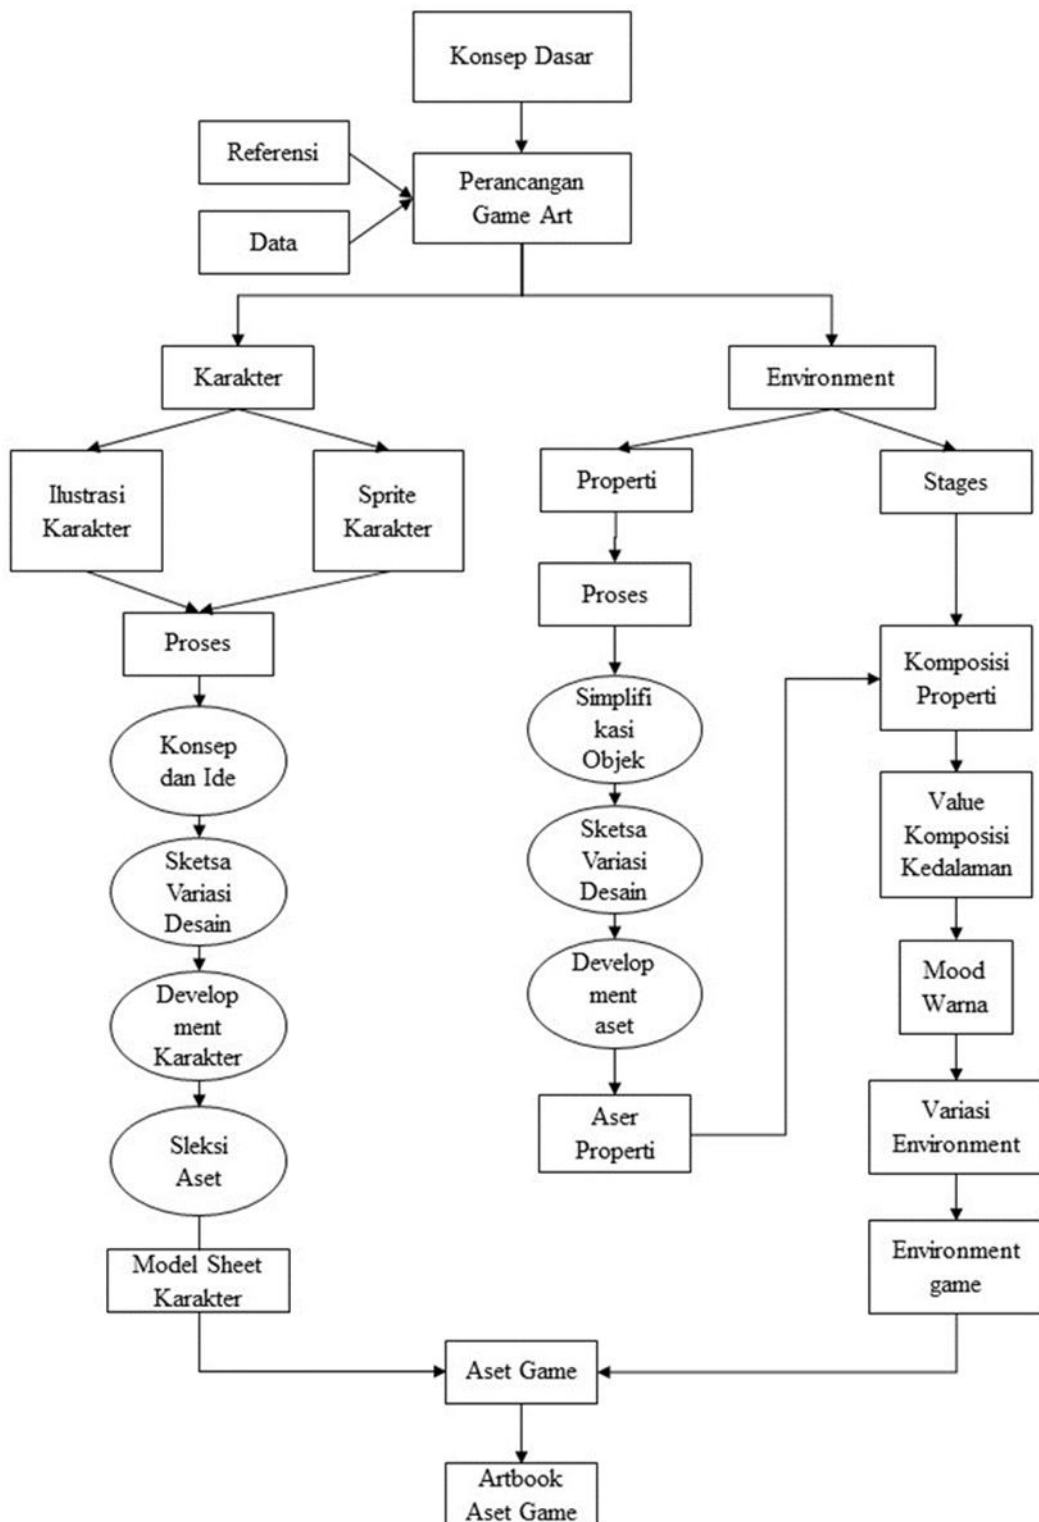 Konsep Dasar
Referensi
Perancangan
Game Art
Data
Karakter
Environment
Ilustrasi
Karakter
Sprite
Karakter
Properti
Stages
Proses
Proses
Konsep
dan Ide
Sketsa
Variasi
Desain
Develop
ment
Karakter
Sleksi
Aset
Model Sheet
Karakter
Simplifi
kasi
Objek
Sketsa
Variasi
Desain
Develop
ment
aset
Aser
Properti
Komposisi
Properti
Value
Komposisi
Kedalaman
Mood
Warna
Variasi
Environment
Environment
game
Aset Game
Artbook
Aset Game